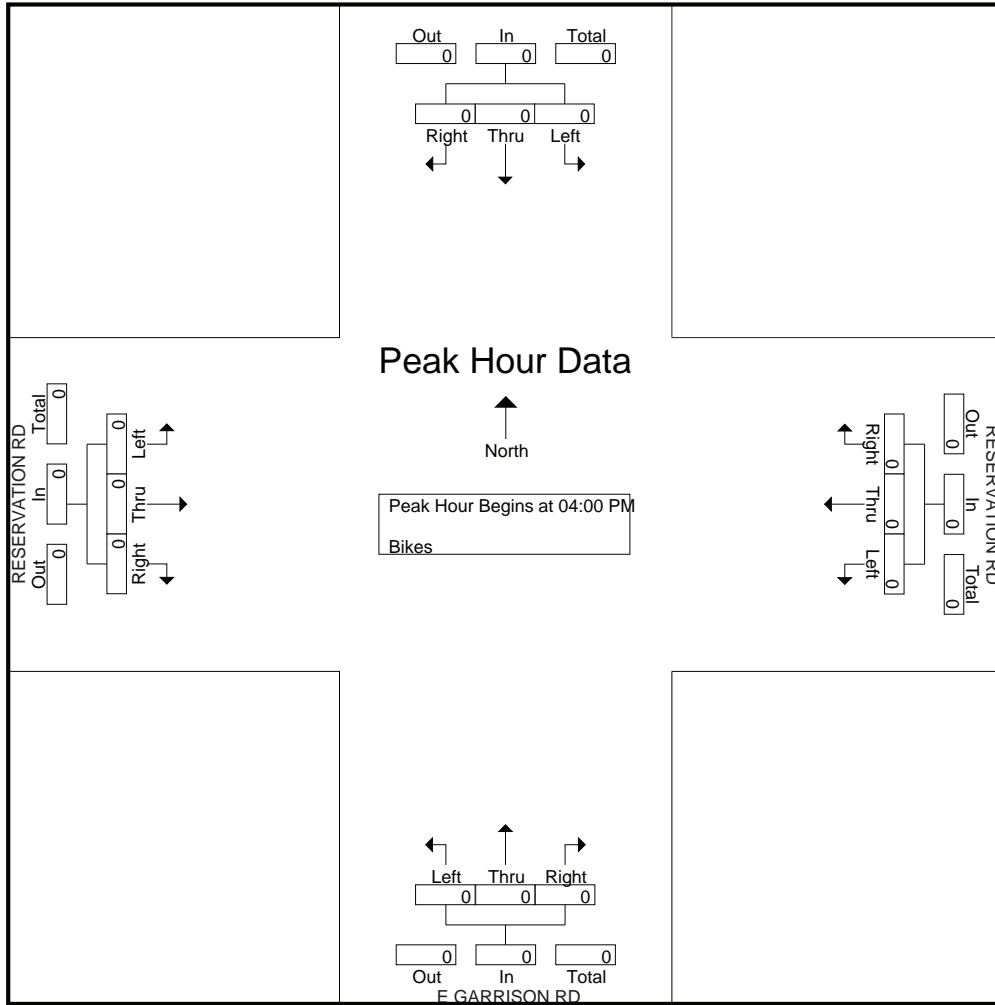 Out In Total
0 0 0
0 0 0
Right Thru Left
Peak Hour Data
North
Peak Hour Begins at 04:00 PM
Bikes
RESERVATION RD
Total In Out
0 0 0
0 0 0
Left Thru Right
Right Thru Left
0 0 0
0 0 0
Out In Total
RESERVATION RD
Left Thru Right
0 0 0
0 0 0
Out In Total
E GARRISON RD